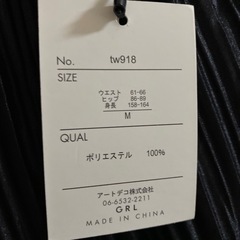 No. tw918
SIZE
ウエスト 61-66
ヒップ 86-89
身長 158-164
M
QUAL
ポリエステル 100%
アートデコ株式会社
06-6532-2211
GRL
MADE IN CHINA